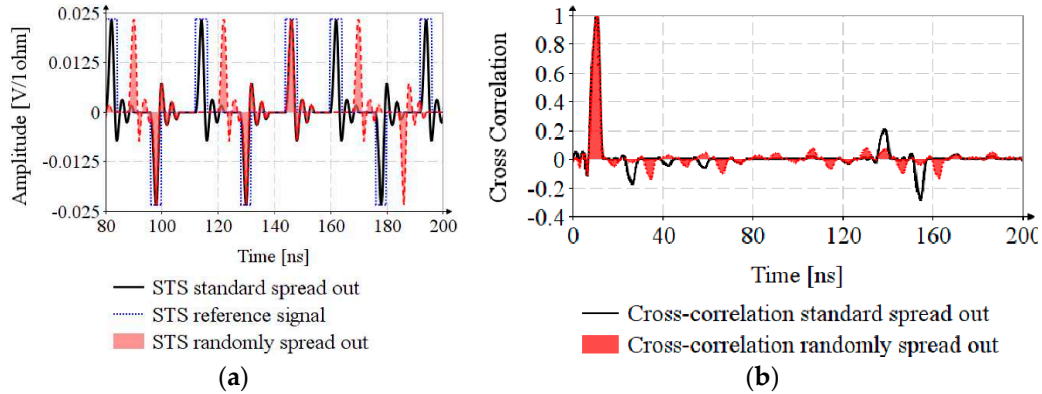 Amplitude [V/1ohm]
0.025
0.0125
0
-0.0125
-0.025
80
100
120
140
160
180
200
Time [ns]
STS standard spread out
STS reference signal
STS randomly spread out
(a)
Cross Correlation
1
0.8
0.6
0.4
0.2
0
-0.2
-0.4
0
40
80
120
160
200
Time [ns]
Cross-correlation standard spread out
Cross-correlation randomly spread out
(b)